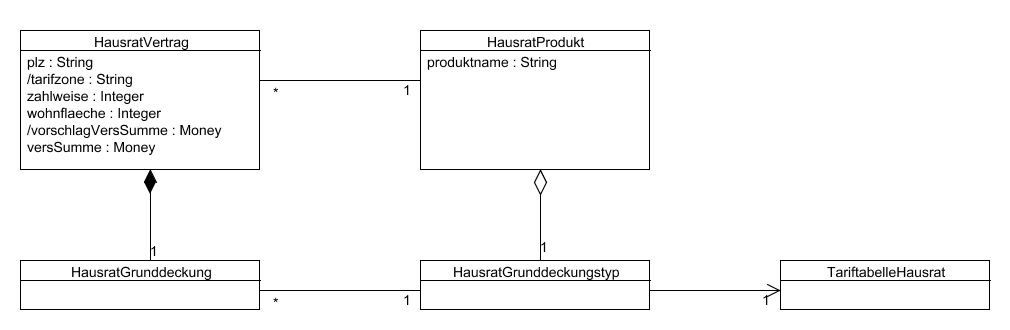 HausratVertrag
plz : String
/tarifzone : String
zahlweise : Integer
wohnflaeche : Integer
/vorschlagVersSumme : Money
versSumme : Money
* 1
HausratProdukt
produktname : String
1
1
HausratGrunddeckung
* 1
HausratGrunddeckungstyp
1
TariftabelleHausrat